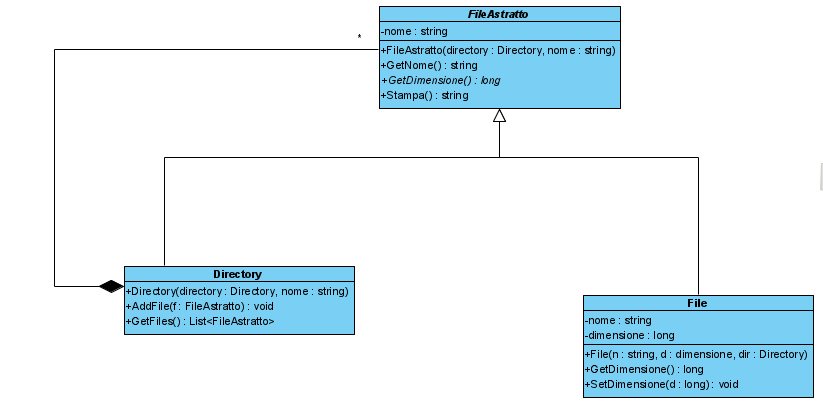 FileAstratto
-nome : string
+FileAstratto(directory : Directory, nome : string)
+GetNome() : string
+GetDimensione() : long
+Stampa() : string
*
Directory
+Directory(directory : Directory, nome : string)
+AddFile(f : FileAstratto) : void
+GetFiles() : List<FileAstratto>
File
-nome : string
-dimensione : long
+File(n : string, d : dimensione, dir : Directory)
+GetDimensione() : long
+SetDimensione(d : long) : void